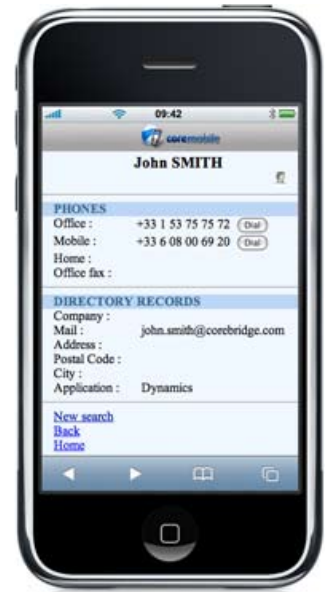 09:42
coremobile
John SMITH
PHONES
Office : +33 1 53 75 75 72 Dial
Mobile : +33 6 08 00 69 20 Dial
Home :
Office fax :
DIRECTORY RECORDS
Company :
Mail : john.smith@corebridge.com
Address :
Postal Code :
City :
Application : Dynamics
New search
Back
Home